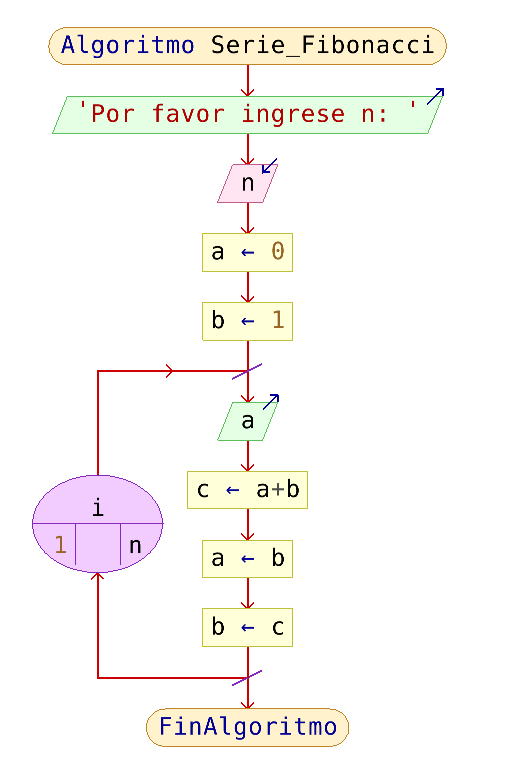 Algoritmo Serie_Fibonacci
'Por favor ingrese n: '
n
a ← 0
b ← 1
a
c ← a+b
i
1 n
a ← b
b ← c
FinAlgoritmo